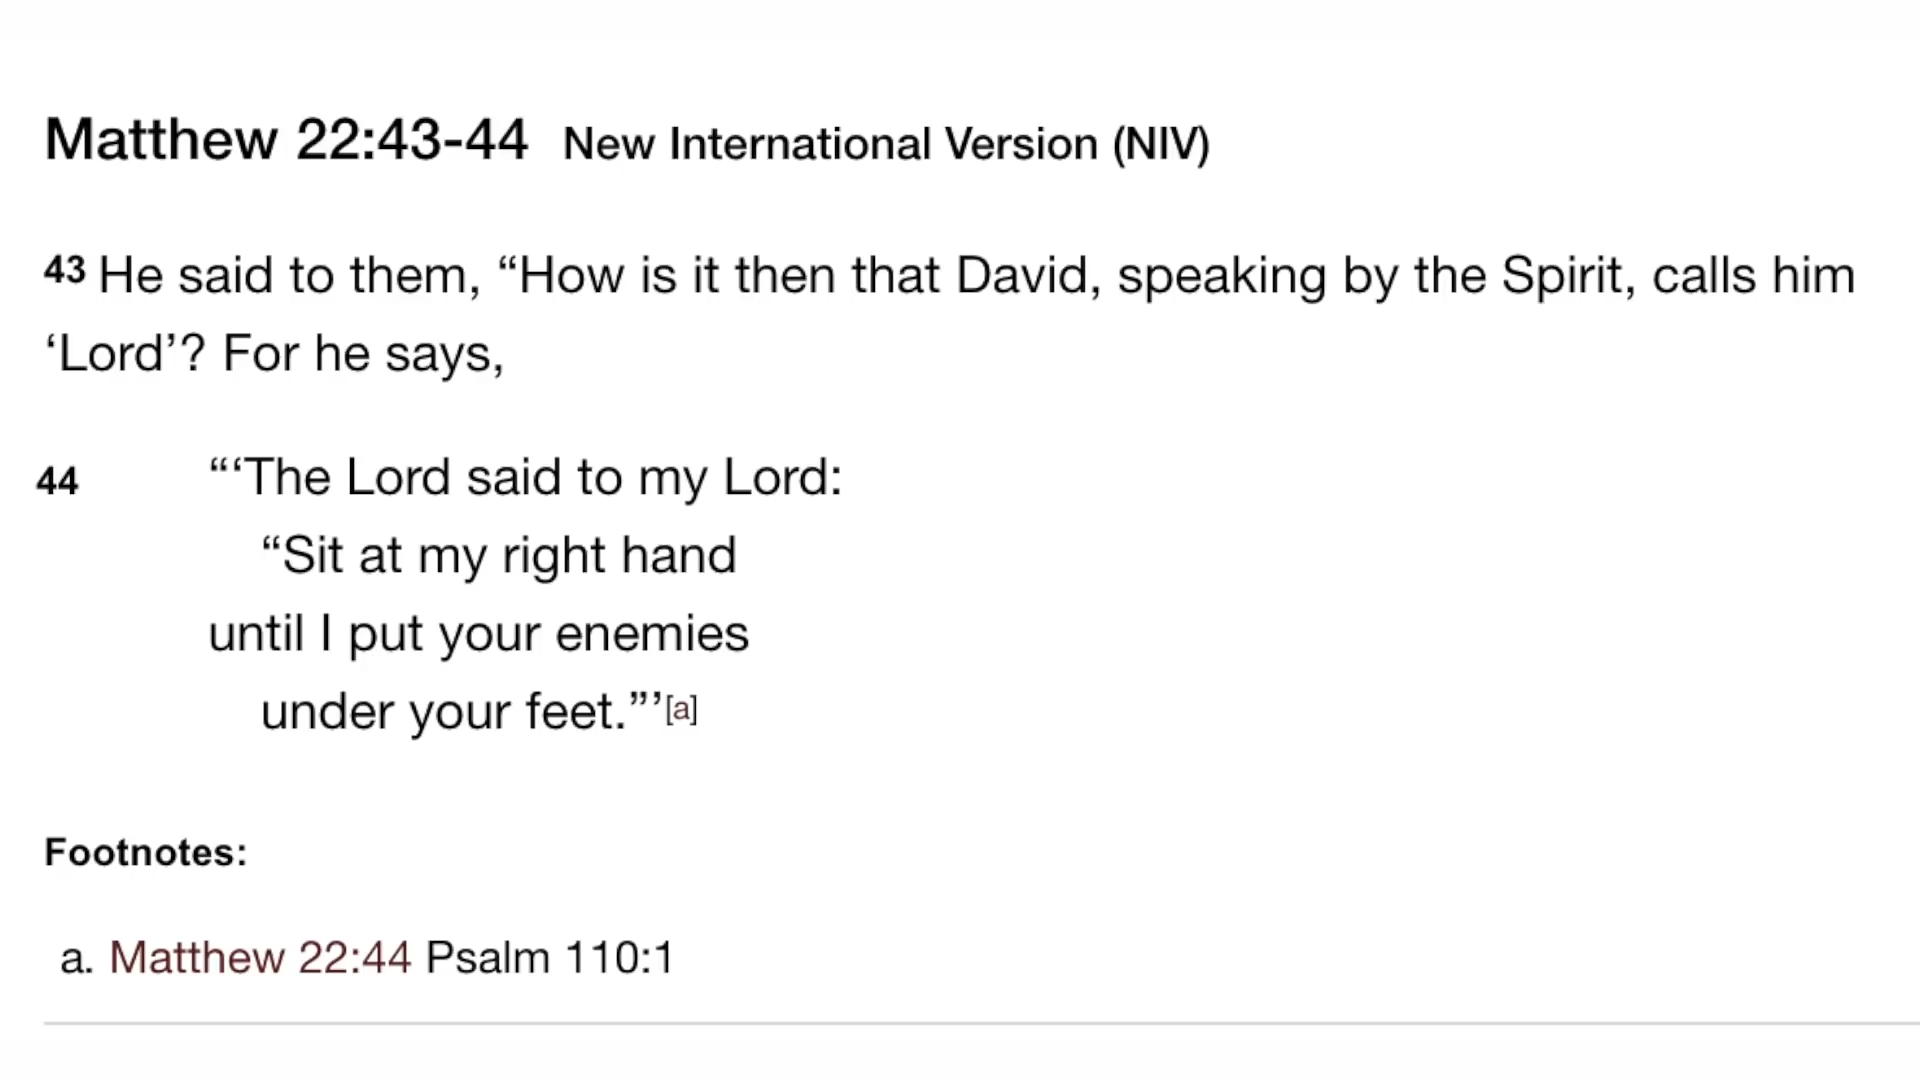 Matthew 22:43-44 New International Version (NIV)
43 He said to them, “How is it then that David, speaking by the Spirit, calls him
‘Lord’? For he says,
44 “‘The Lord said to my Lord:
“Sit at my right hand
until I put your enemies
under your feet.”’[a]
Footnotes:
a. Matthew 22:44 Psalm 110:1